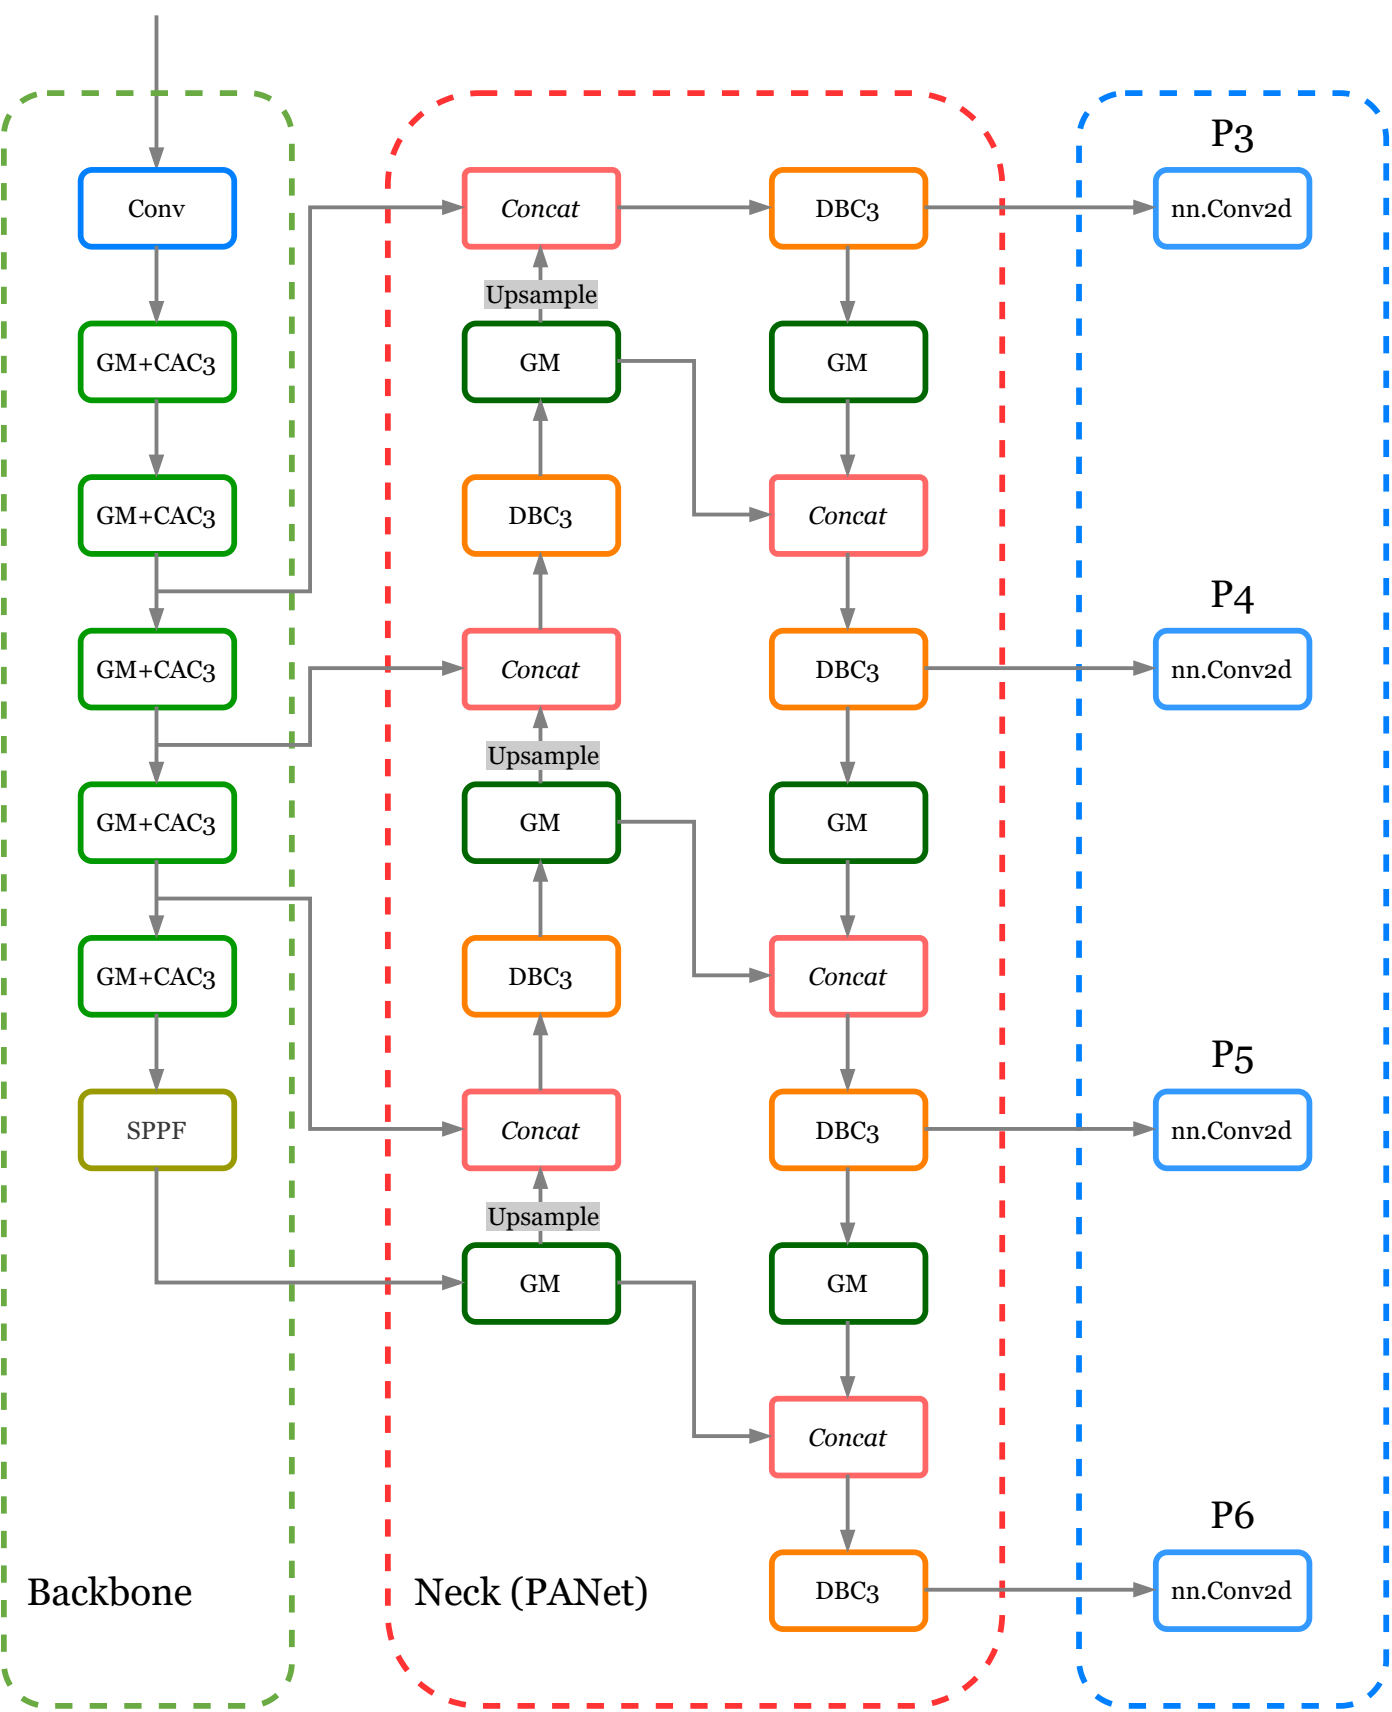 P3
Conv
Concat
DBC3
nn.Conv2d
Upsample
GM+CAC3
GM
GM
GM+CAC3
DBC3
Concat
P4
GM+CAC3
Concat
DBC3
nn.Conv2d
Upsample
GM+CAC3
GM
GM
GM+CAC3
DBC3
Concat
P5
SPPF
Concat
DBC3
nn.Conv2d
Upsample
GM
GM
Concat
P6
Backbone
Neck (PANet)
DBC3
nn.Conv2d